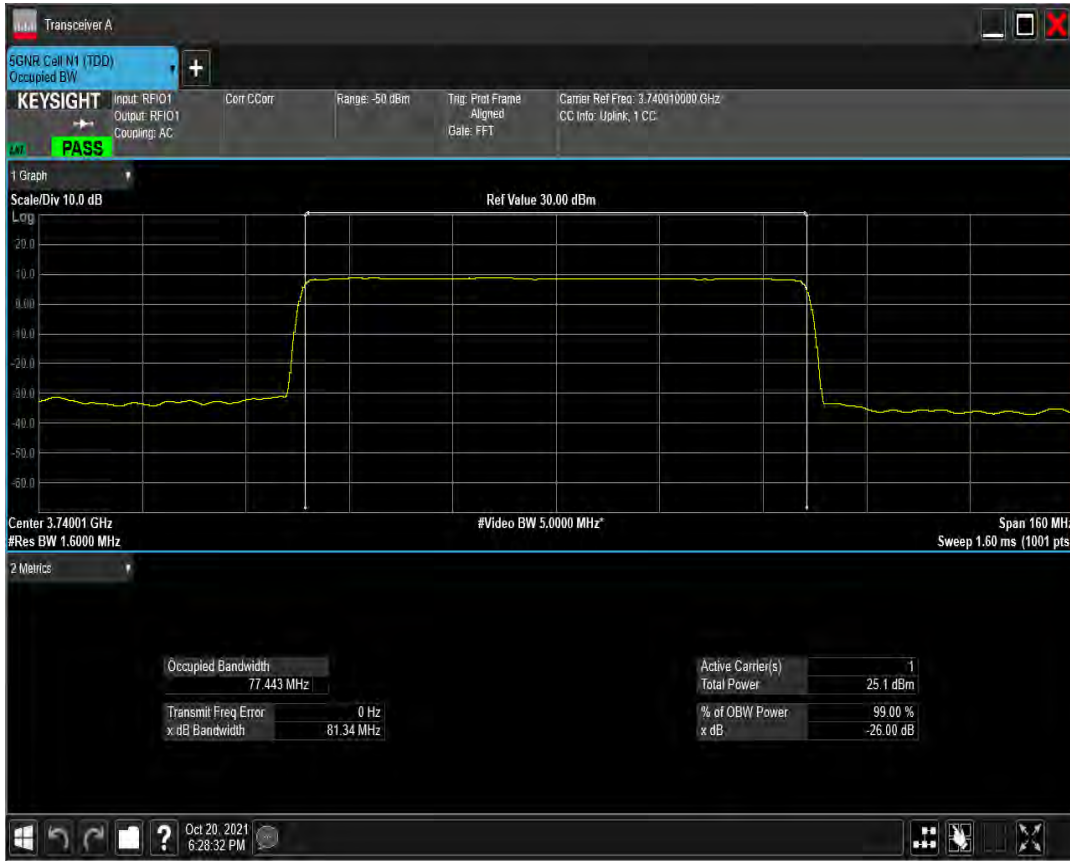 Transceiver A
5GNR Cell N1 (TDD)
Occupied BW
+
KEYSIGHT
Input: RFIO1
Output: RFIO1
Coupling: AC
Corr CCorr
Range: -50 dBm
Trig: Prot Frame
Aligned
Gate: FFT
Carrier Ref Freq: 3.740010000 GHz
CC Info: Uplink, 1 CC
PASS
1 Graph
Scale/Div 10.0 dB
Ref Value 30.00 dBm
Log
20.0
10.0
0.00
-10.0
-20.0
-30.0
-40.0
-50.0
-60.0
Center 3.74001 GHz
#Video BW 5.0000 MHz*
Span 160 MHz
#Res BW 1.6000 MHz
Sweep 1.60 ms (1001 pts
2 Metrics
Occupied Bandwidth
77.443 MHz
Transmit Freq Error 0 Hz
x dB Bandwidth 81.34 MHz
Active Carrier(s) 1
Total Power 25.1 dBm
% of OBW Power 99.00 %
x dB -26.00 dB
?
Oct 20, 2021
6:28:32 PM